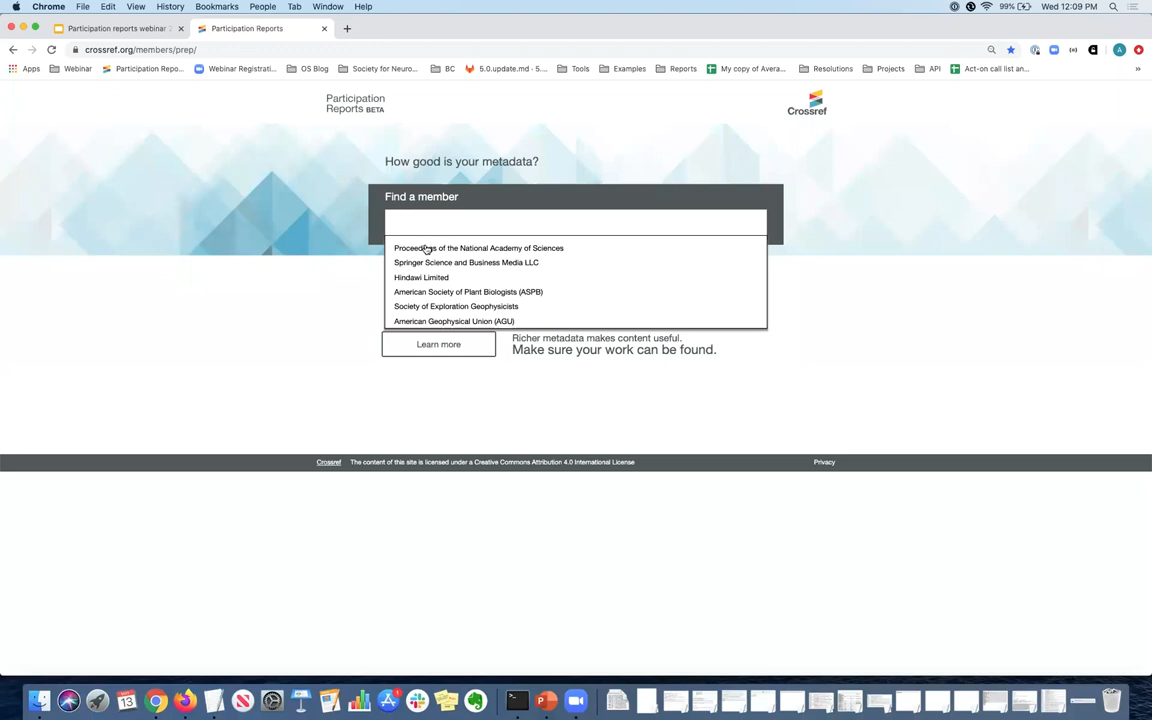 Chrome File Edit View History Bookmarks People Tab Window Help 99% Wed 12:09 PM
Participation reports webinar Participation Reports
crossref.org/members/prep/
A
Apps Webinar Participation Repo... Webinar Registrati... OS Blog Society for Neuro... BC 5.0.update.md - 5.... Tools Examples Reports My copy of Avera... Resolutions Projects API Act-on call list an... »
Participation
Reports BETA
Crossref
How good is your metadata?
Find a member
Proceedings of the National Academy of Sciences
Springer Science and Business Media LLC
Hindawi Limited
American Society of Plant Biologists (ASPB)
Society of Exploration Geophysicists
American Geophysical Union (AGU)
Learn more
Richer metadata makes content useful.
Make sure your work can be found.
Crossref The content of this site is licensed under a Creative Commons Attribution 4.0 International License Privacy
13
1